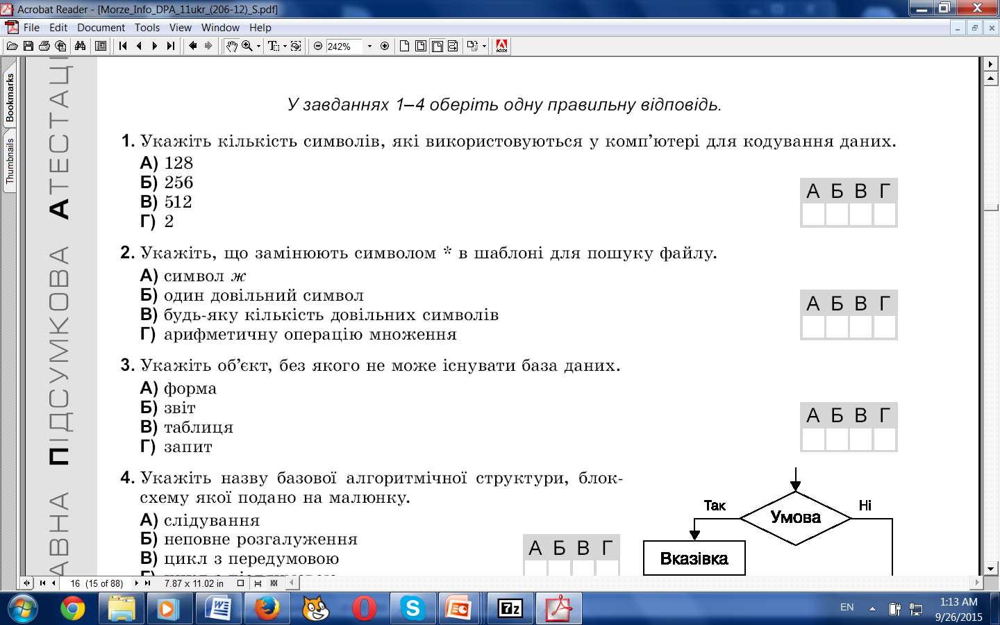 Acrobat Reader - [Morze_Info_DPA_11ukr_(206-12)_S.pdf]
File Edit Document Tools View Window Help
242%
Bookmarks
Thumbnails
АВНА ПІДСУМКОВА АТЕСТАЦІ
У завданнях 1–4 оберіть одну правильну відповідь.
1. Укажіть кількість символів, які використовуються у комп’ютері для кодування даних.
А) 128
Б) 256
В) 512
Г) 2
А Б В Г
2. Укажіть, що замінюють символом * в шаблоні для пошуку файлу.
А) символ ж
Б) один довільний символ
В) будь-яку кількість довільних символів
Г) арифметичну операцію множення
А Б В Г
3. Укажіть об’єкт, без якого не може існувати база даних.
А) форма
Б) звіт
В) таблиця
Г) запит
А Б В Г
4. Укажіть назву базової алгоритмічної структури, блок-
схему якої подано на малюнку.
А) слідування
Б) неповне розгалуження
В) цикл з передумовою
А Б В Г
Так
Умова
Ні
Вказівка
16 (15 of 88)
7.87 x 11.02 in
EN
1:13 AM
9/26/2015